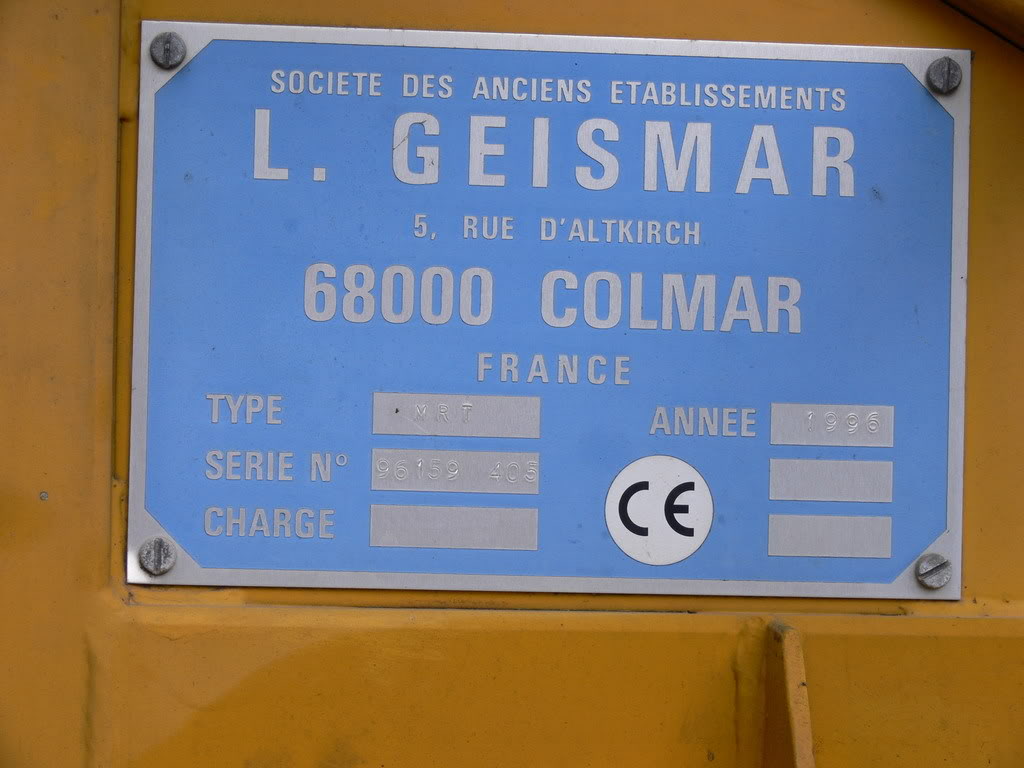 SOCIETE DES ANCIENS ETABLISSEMENTS
L. GEISMAR
5, RUE D'ALTKIRCH
68000 COLMAR
FRANCE
TYPE MRT ANNEE 1996
SERIE N° 96159 405
CHARGE CE